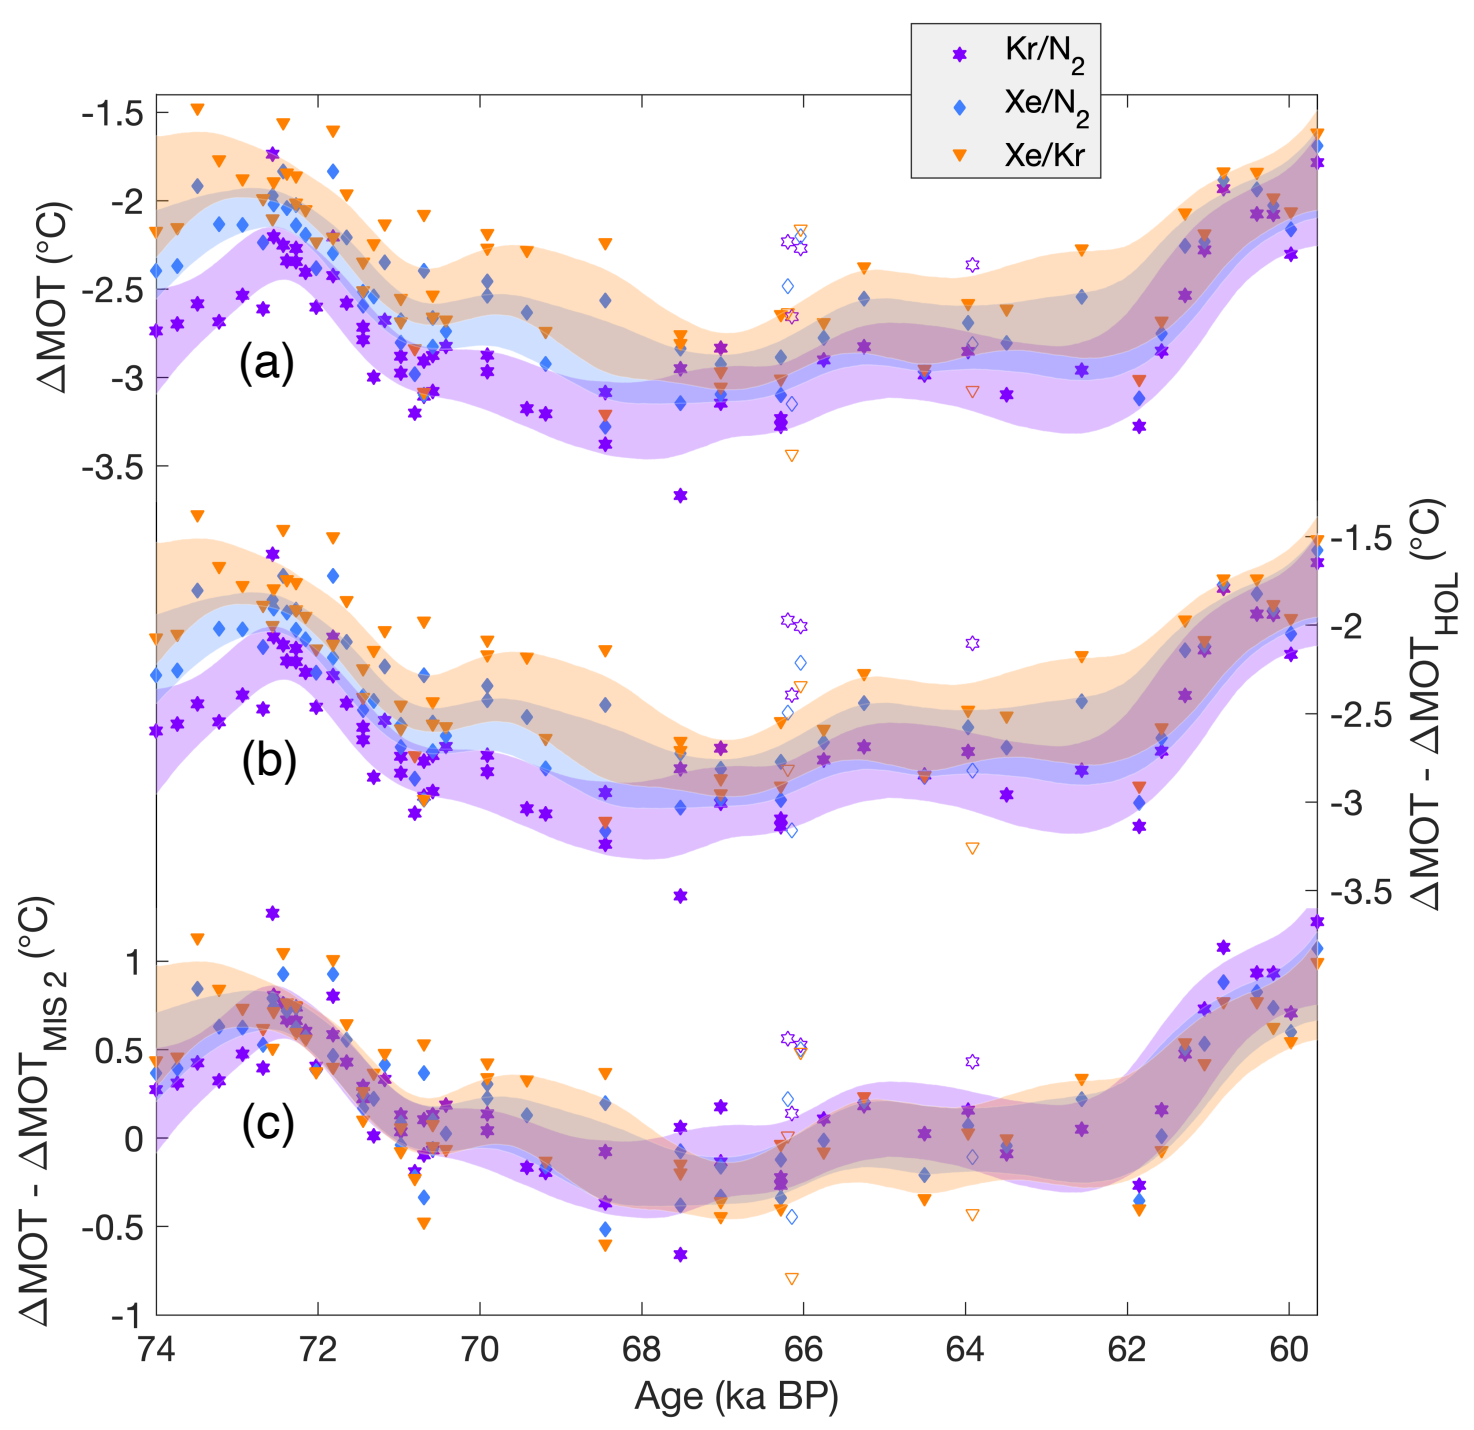 Kr/N2
Xe/N2
Xe/Kr
-1.5
-2
-2.5
-3
-3.5
ΔMOT (°C)
(a)
-1.5
-2
-2.5
-3
-3.5
ΔMOT - ΔMOTHOL (°C)
(b)
1
0.5
0
-0.5
-1
ΔMOT - ΔMOTMIS 2 (°C)
(c)
74 72 70 68 66 64 62 60
Age (ka BP)